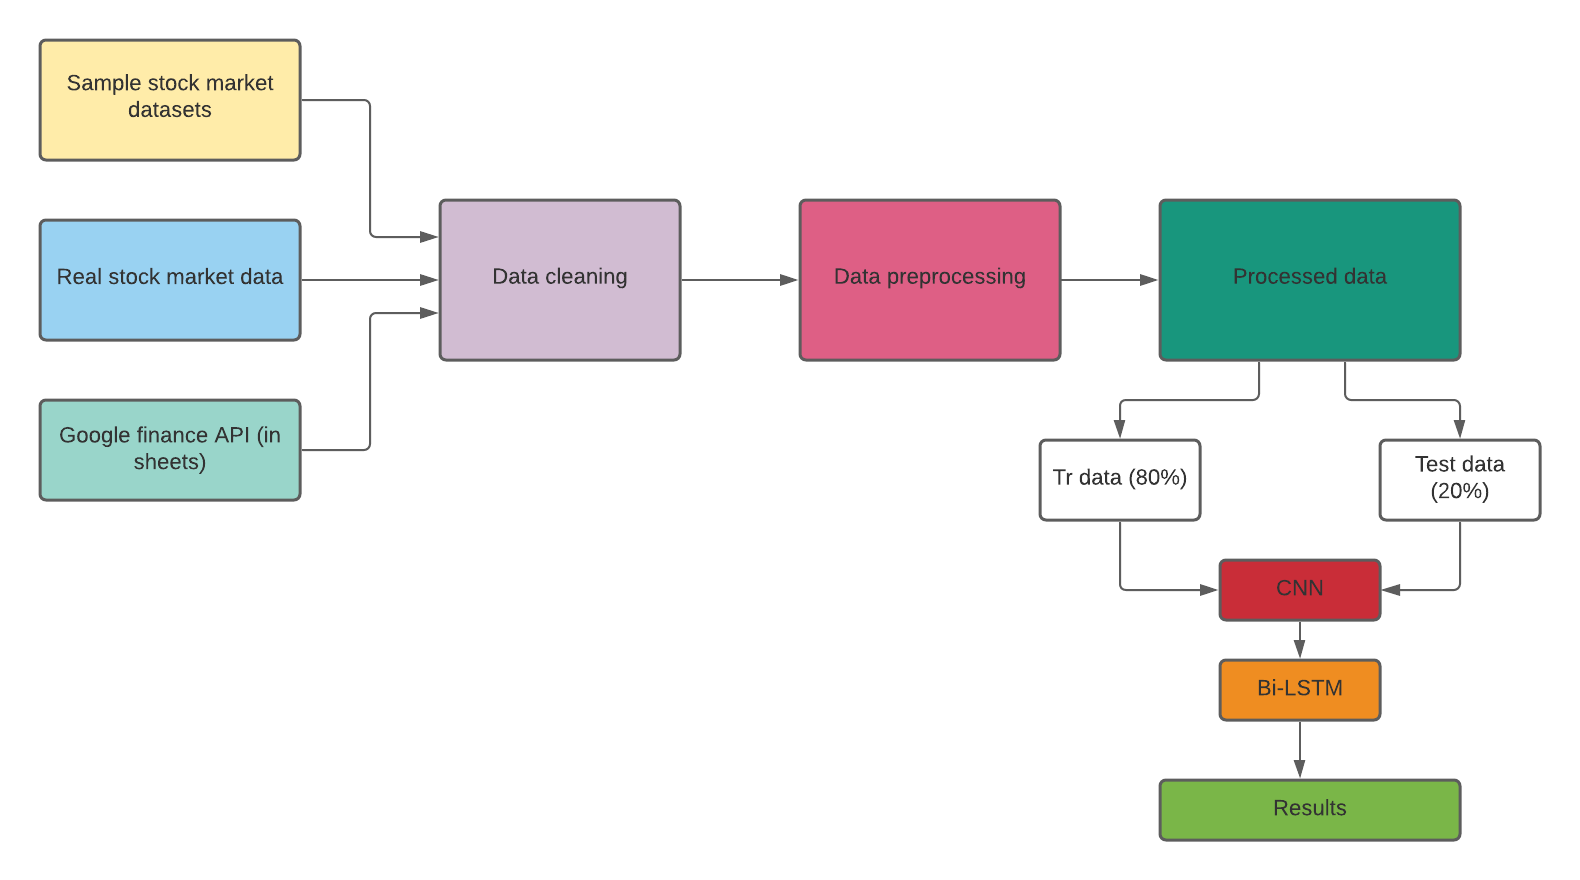 Sample stock market
datasets
Real stock market data
Google finance API (in
sheets)
Data cleaning
Data preprocessing
Processed data
Tr data (80%)
Test data
(20%)
CNN
Bi-LSTM
Results